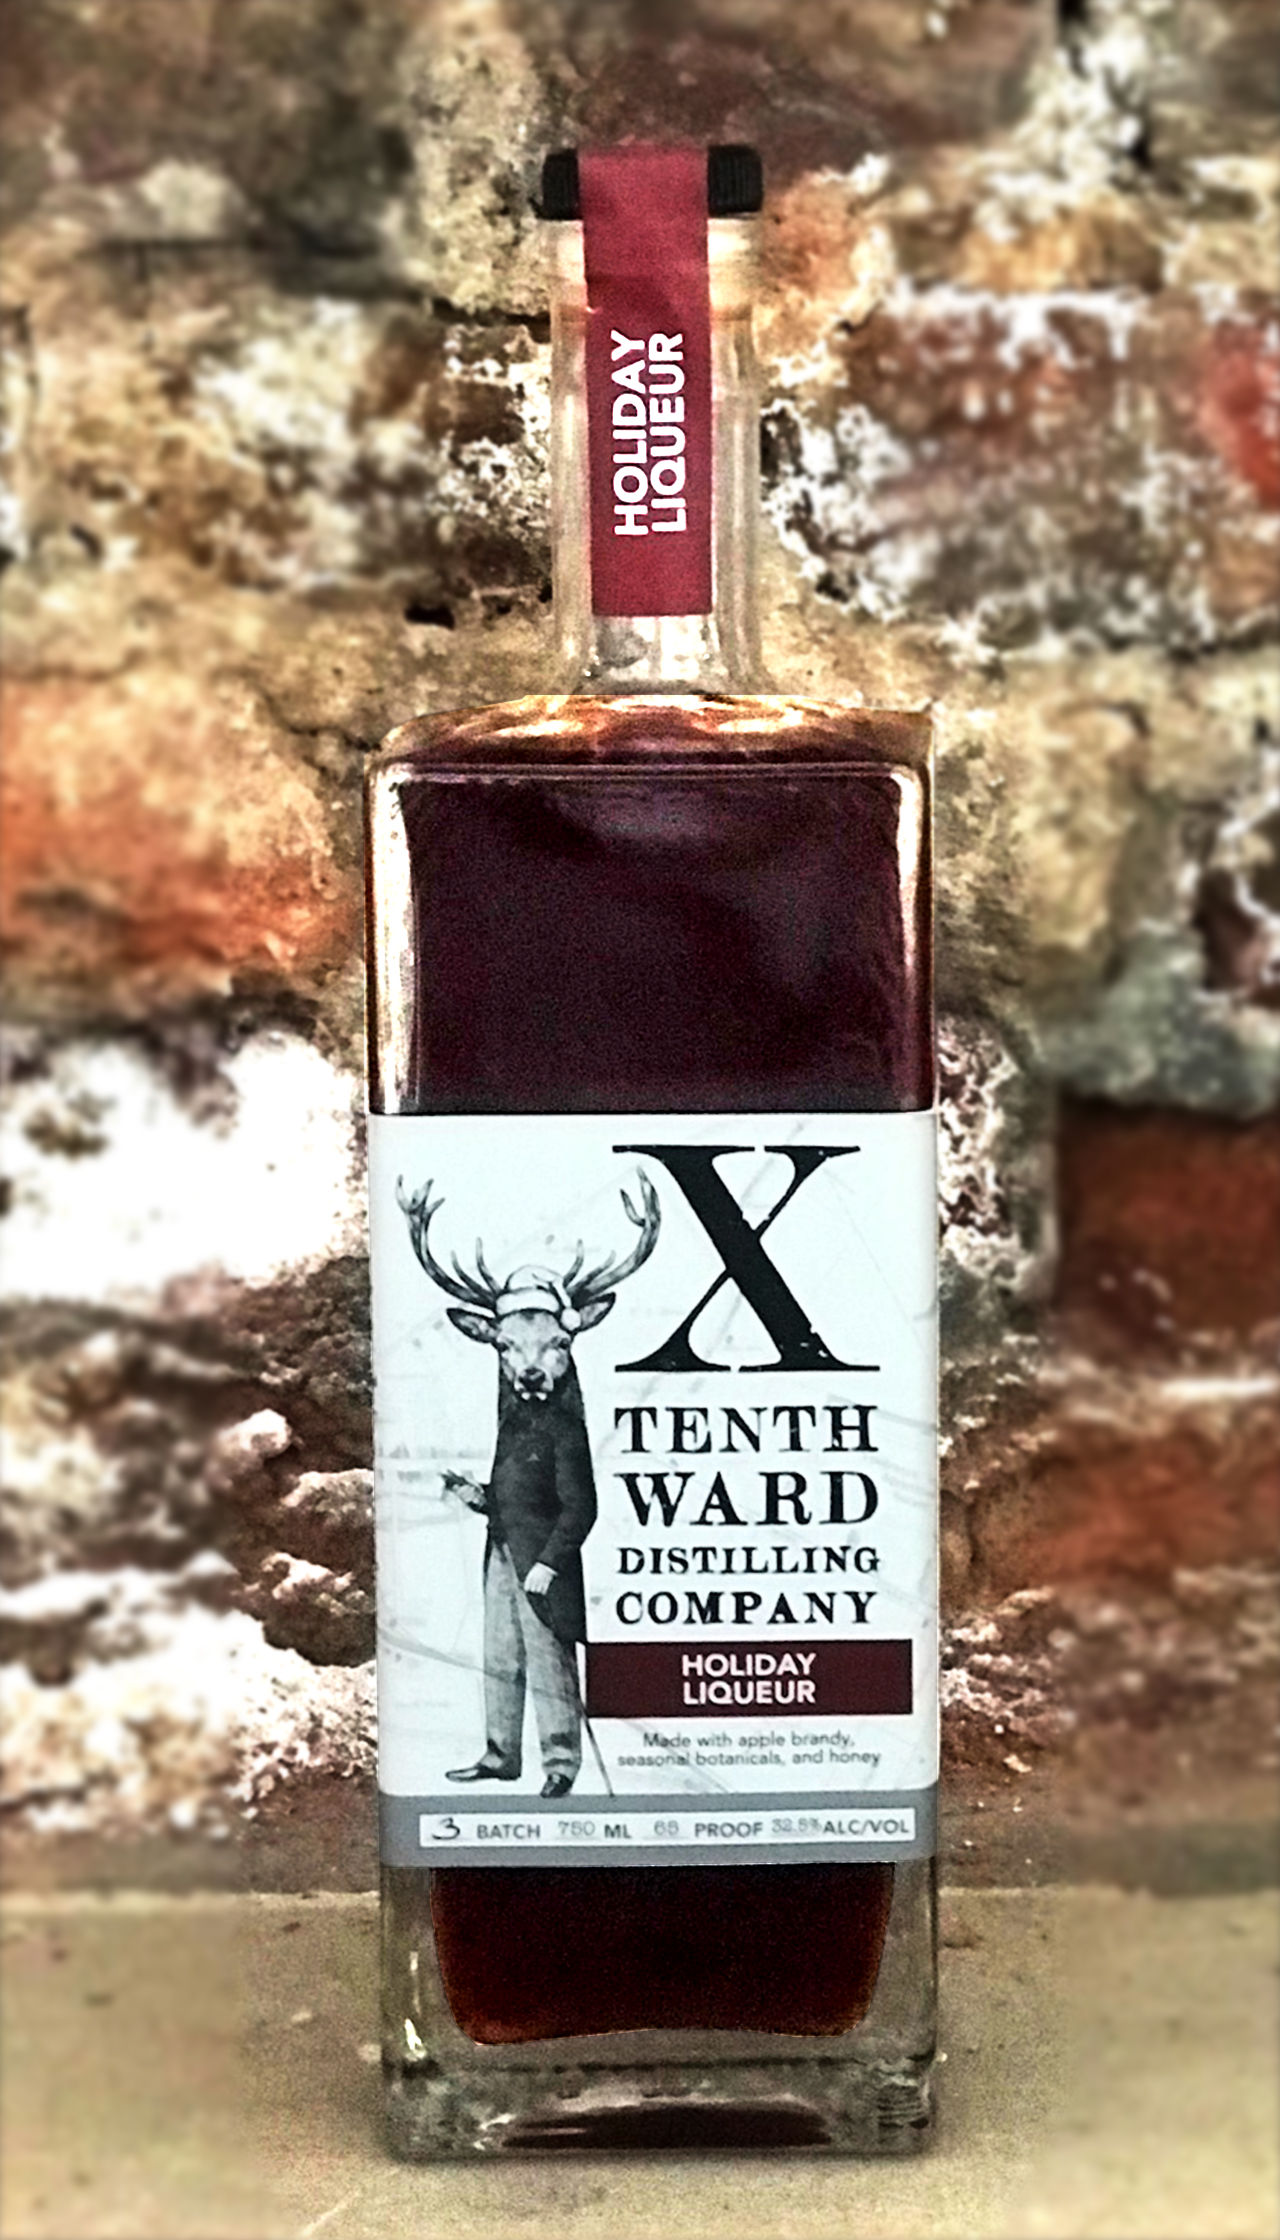 HOLIDAY
LIQUEUR
X
TENTH
WARD
DISTILLING
COMPANY
HOLIDAY
LIQUEUR
Made with apple brandy,
seasonal botanicals, and honey
3 BATCH 750 ML 65 PROOF 32.5% ALC/VOL